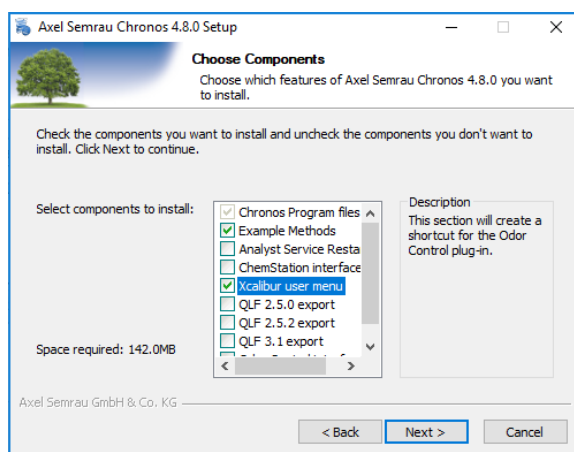 Axel Semrau Chronos 4.8.0 Setup
Choose Components
Choose which features of Axel Semrau Chronos 4.8.0 you want
to install.
Check the components you want to install and uncheck the components you don't want to
install. Click Next to continue.
Select components to install:
Chronos Program files
Example Methods
Analyst Service Resta
ChemStation interface
Xcalibur user menu
QLF 2.5.0 export
QLF 2.5.2 export
QLF 3.1 export
Description
This section will create a
shortcut for the Odor
Control plug-in.
Space required: 142.0MB
Axel Semrau GmbH & Co. KG
< Back
Next >
Cancel